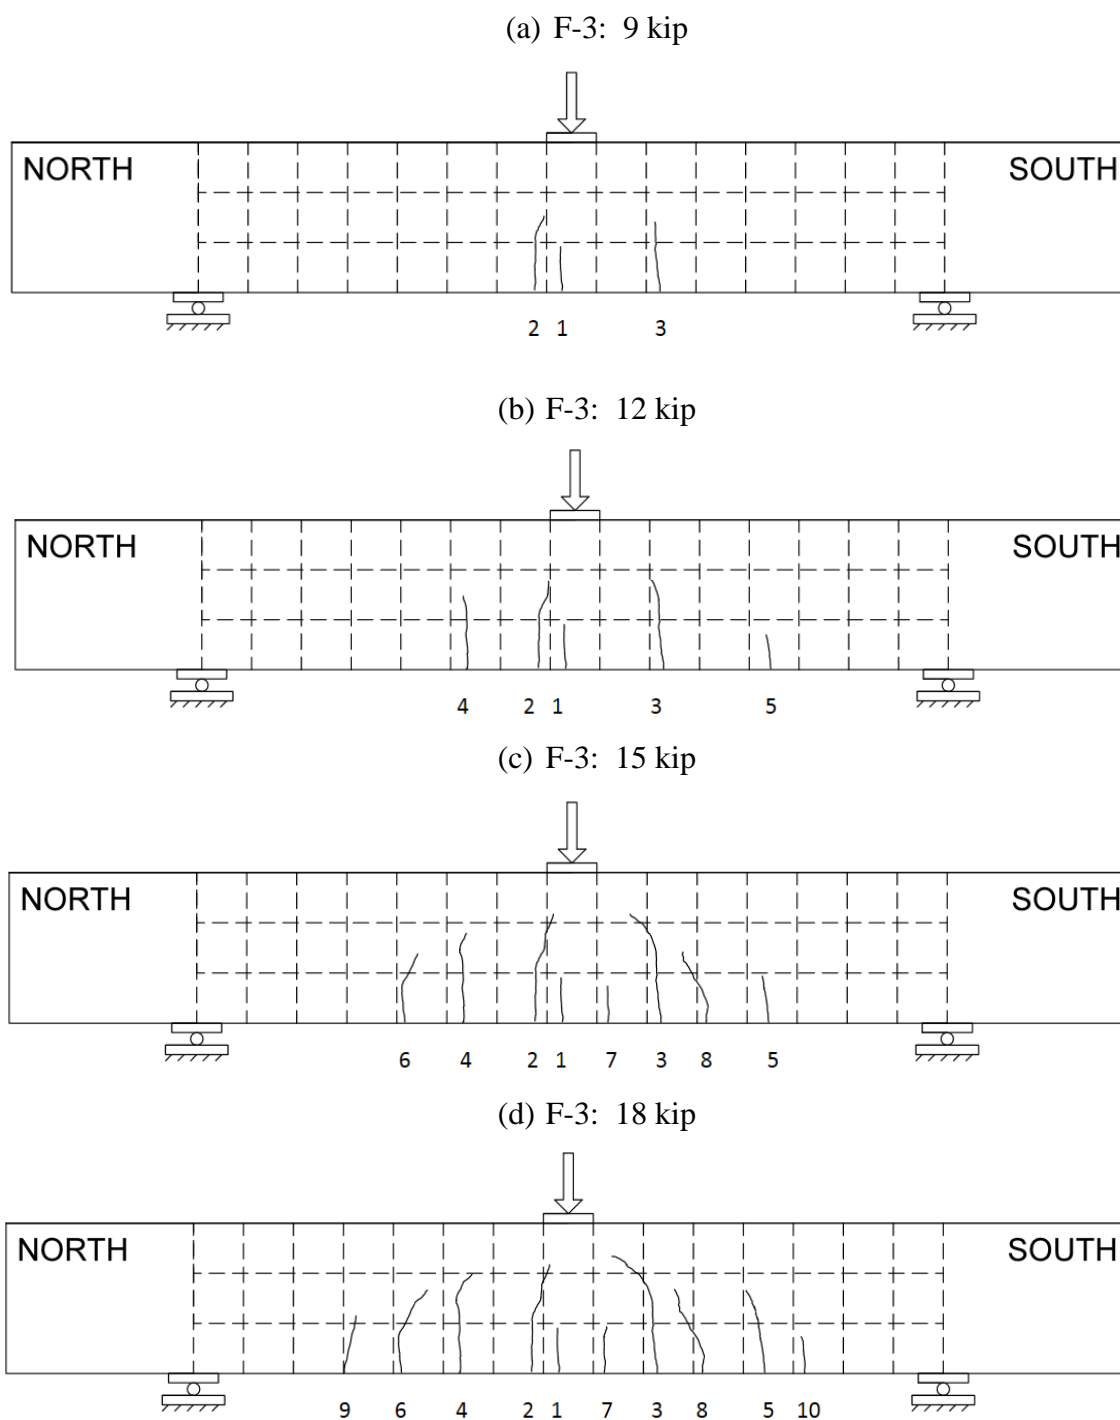 (a) F-3: 9 kip
NORTH SOUTH
2 1 3
(b) F-3: 12 kip
NORTH SOUTH
4 2 1 3 5
(c) F-3: 15 kip
NORTH SOUTH
6 4 2 1 7 3 8 5
(d) F-3: 18 kip
NORTH SOUTH
9 6 4 2 1 7 3 8 5 10